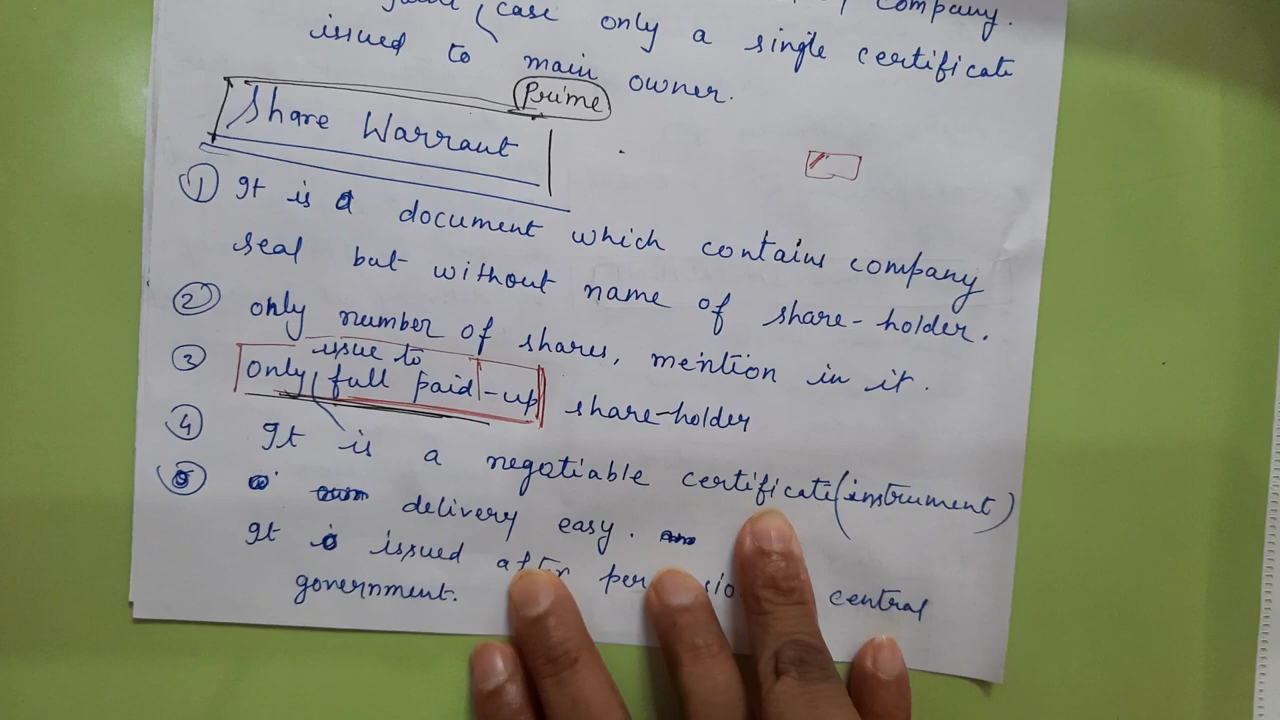 company.
case only a single certificate
issued to main owner.
Prime
Share Warrant
① It is a document which contains company
seal but without name of share-holder.
② only number of shares, mention in it.
issue to
③ only full paid-up share-holder
④ It is a negotiable certificate (instrument)
⑤ delivery easy.
It is issued after central
government.